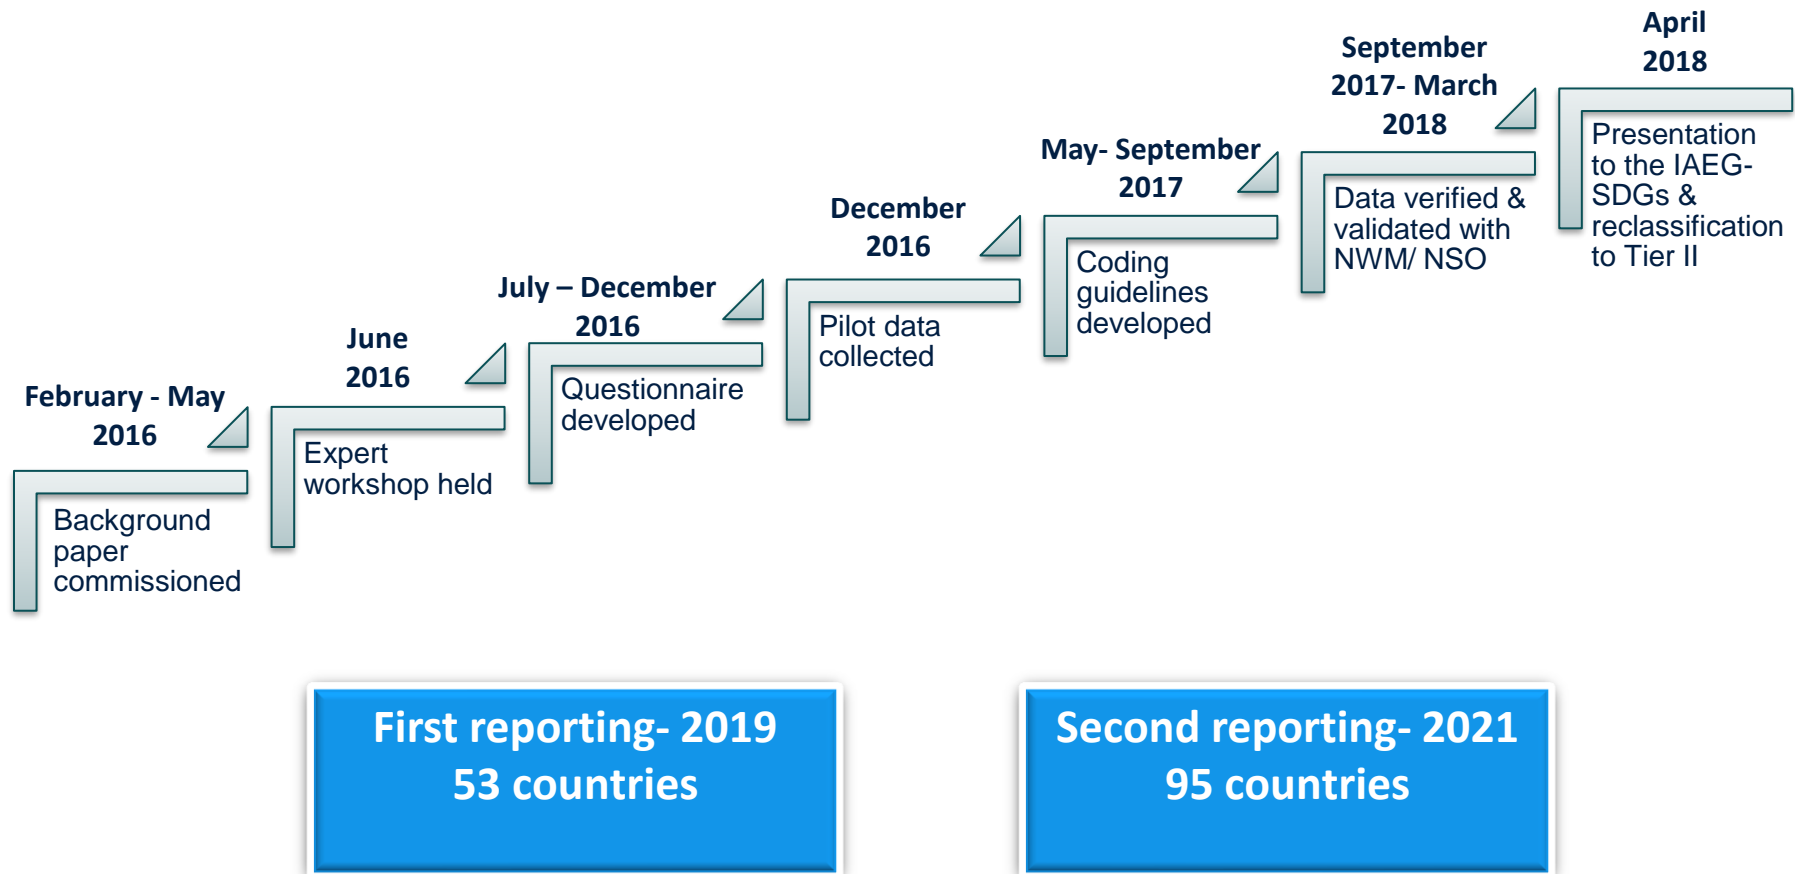 February - May
2016
Background
paper
commissioned
June
2016
Expert
workshop held
July – December
2016
Questionnaire
developed
December
2016
Pilot data
collected
May- September
2017
Coding
guidelines
developed
September
2017- March
2018
Data verified &
validated with
NWM/ NSO
April
2018
Presentation
to the IAEG-
SDGs &
reclassification
to Tier II
First reporting- 2019
53 countries
Second reporting- 2021
95 countries